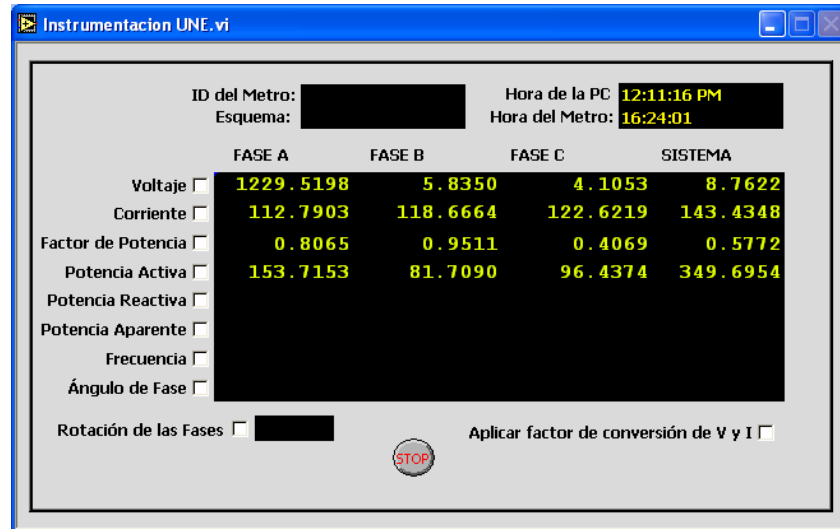 Instrumentacion UNE.vi
ID del Metro:
Esquema:
Hora de la PC 12:11:16 PM
Hora del Metro: 16:24:01
FASE A FASE B FASE C SISTEMA
Voltaje 1229.5198 5.8350 4.1053 8.7622
Corriente 112.7903 118.6664 122.6219 143.4348
Factor de Potencia 0.8065 0.9511 0.4069 0.5772
Potencia Activa 153.7153 81.7090 96.4374 349.6954
Potencia Reactiva
Potencia Aparente
Frecuencia
Ángulo de Fase
Rotación de las Fases
Aplicar factor de conversión de V y I
STOP